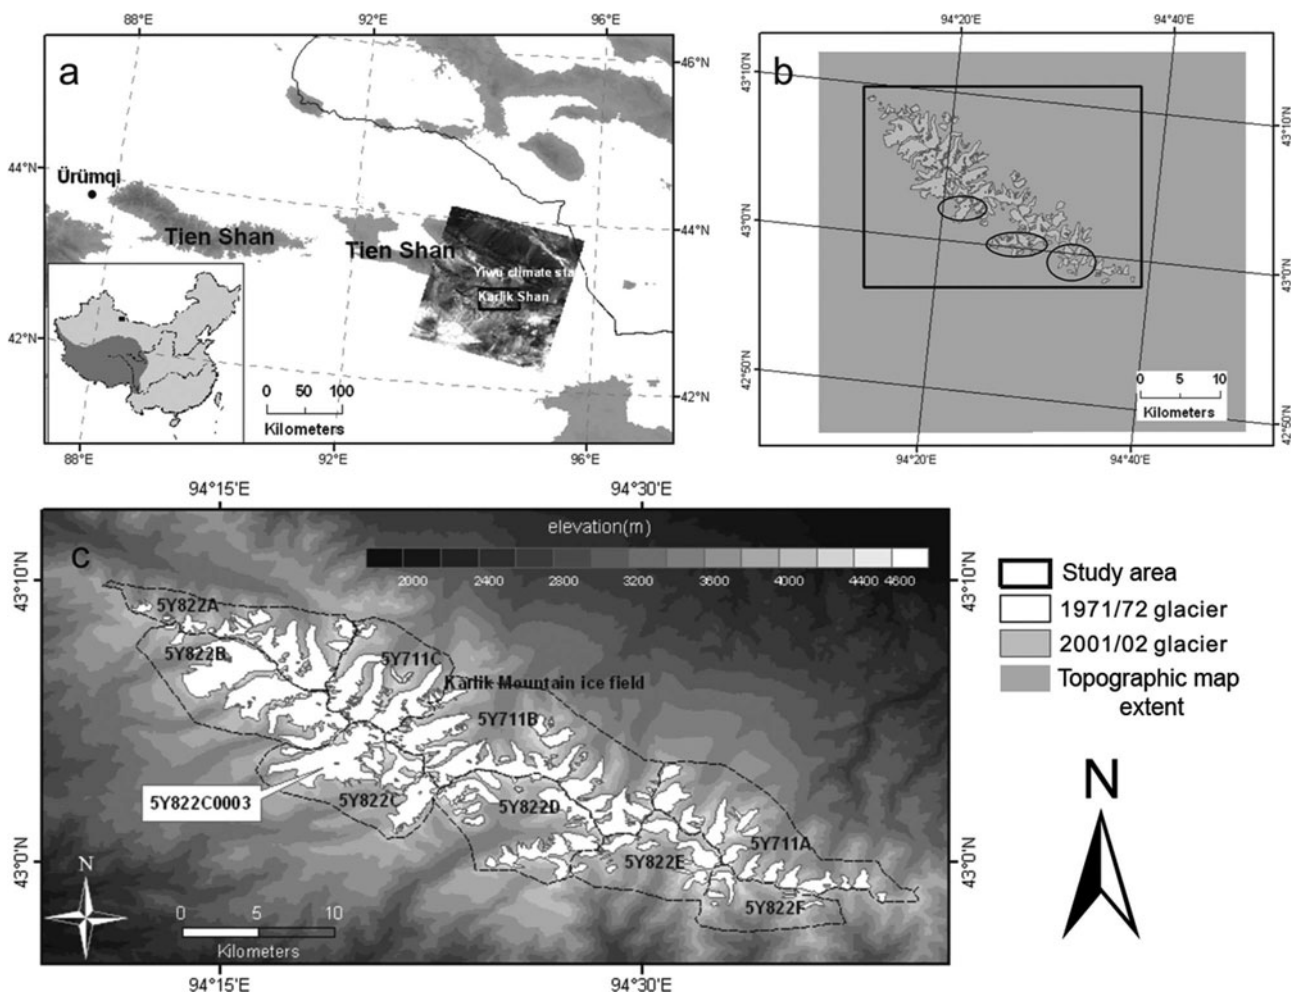 88°E
92°E
96°E
a
46°N
44°N
Ürümqi
Tien Shan
Tien Shan
44°N
Yiwu climate stat
Karlik Shan
42°N
0 50 100
Kilometers
42°N
88°E
92°E
96°E
94°20'E
94°40'E
b
43°10'N
43°10'N
43°0'N
43°0'N
42°50'N
0 5 10
Kilometers
42°50'N
94°20'E
94°40'E
94°15'E
94°30'E
c
elevation(m)
2000 2400 2800 3200 3600 4000 4400 4600
43°10'N
43°10'N
5Y822A
5Y822B
5Y711C
Karlik Mountain ice field
5Y711B
5Y822C0003
5Y822C
5Y822D
5Y711A
5Y822E
5Y822F
43°0'N
43°0'N
N
0 5 10
Kilometers
94°15'E
94°30'E
Study area
1971/72 glacier
2001/02 glacier
Topographic map
extent
N